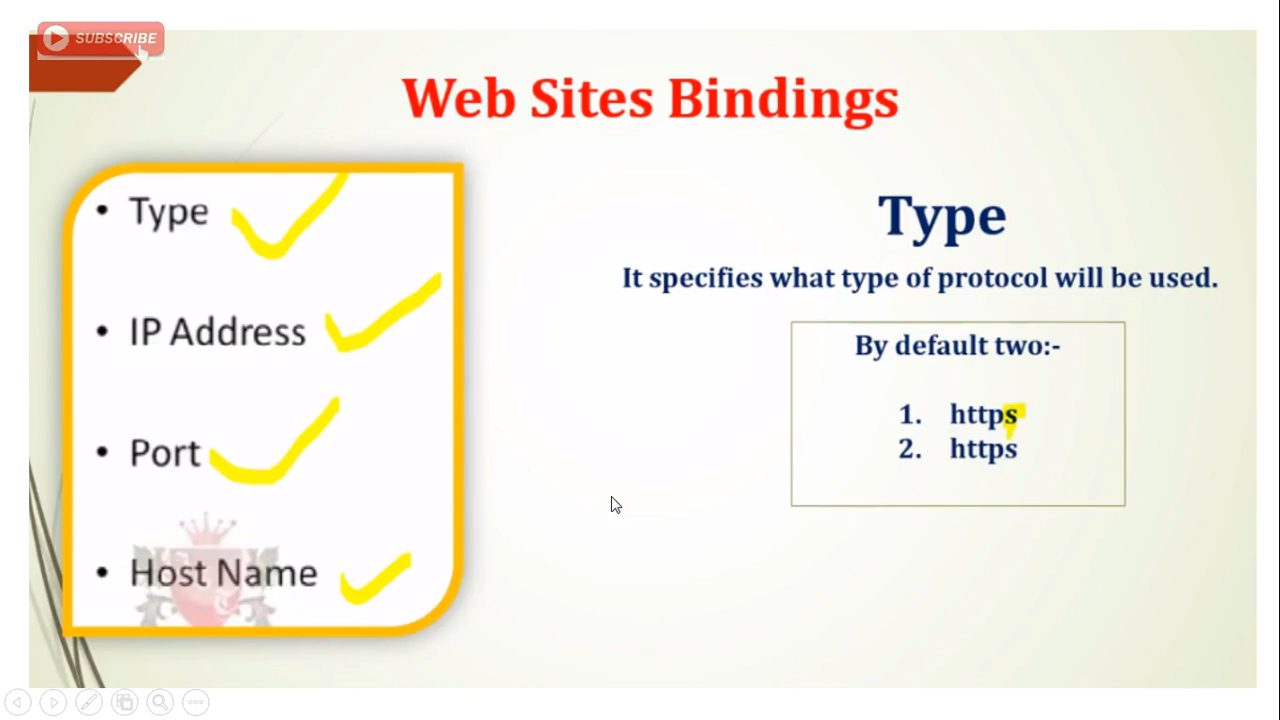 SUBSCRIBE
Web Sites Bindings
• Type
• IP Address
• Port
• Host Name
Type
It specifies what type of protocol will be used.
By default two:-
1. https
2. https